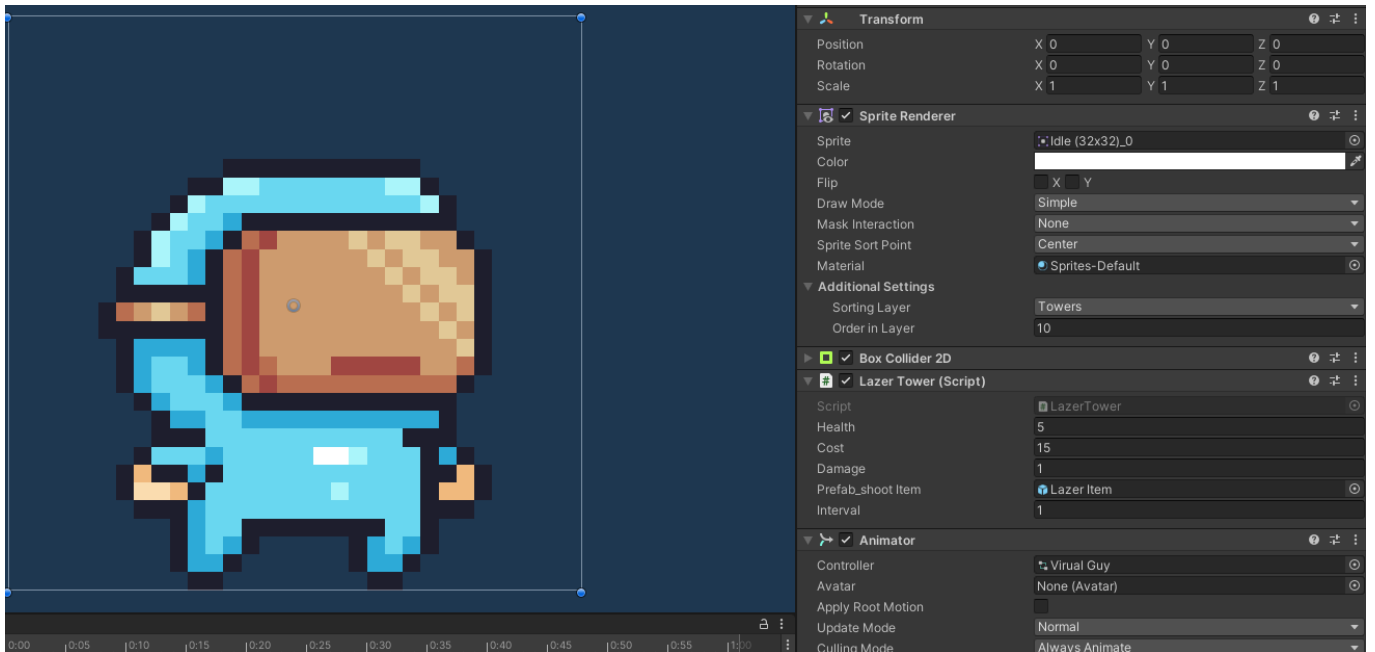 Transform
Position X 0 Y 0 Z 0
Rotation X 0 Y 0 Z 0
Scale X 1 Y 1 Z 1
Sprite Renderer
Sprite Idle (32x32)_0
Color
Flip X Y
Draw Mode Simple
Mask Interaction None
Sprite Sort Point Center
Material Sprites-Default
Additional Settings
Sorting Layer Towers
Order in Layer 10
Box Collider 2D
# Lazer Tower (Script)
Script LazerTower
Health 5
Cost 15
Damage 1
Prefab_shoot Item Lazer Item
Interval 1
Animator
Controller Virual Guy
Avatar None (Avatar)
Apply Root Motion
Update Mode Normal
Culling Mode Always Animate
0:00 0:05 0:10 0:15 0:20 0:25 0:30 0:35 0:40 0:45 0:50 0:55 1:00